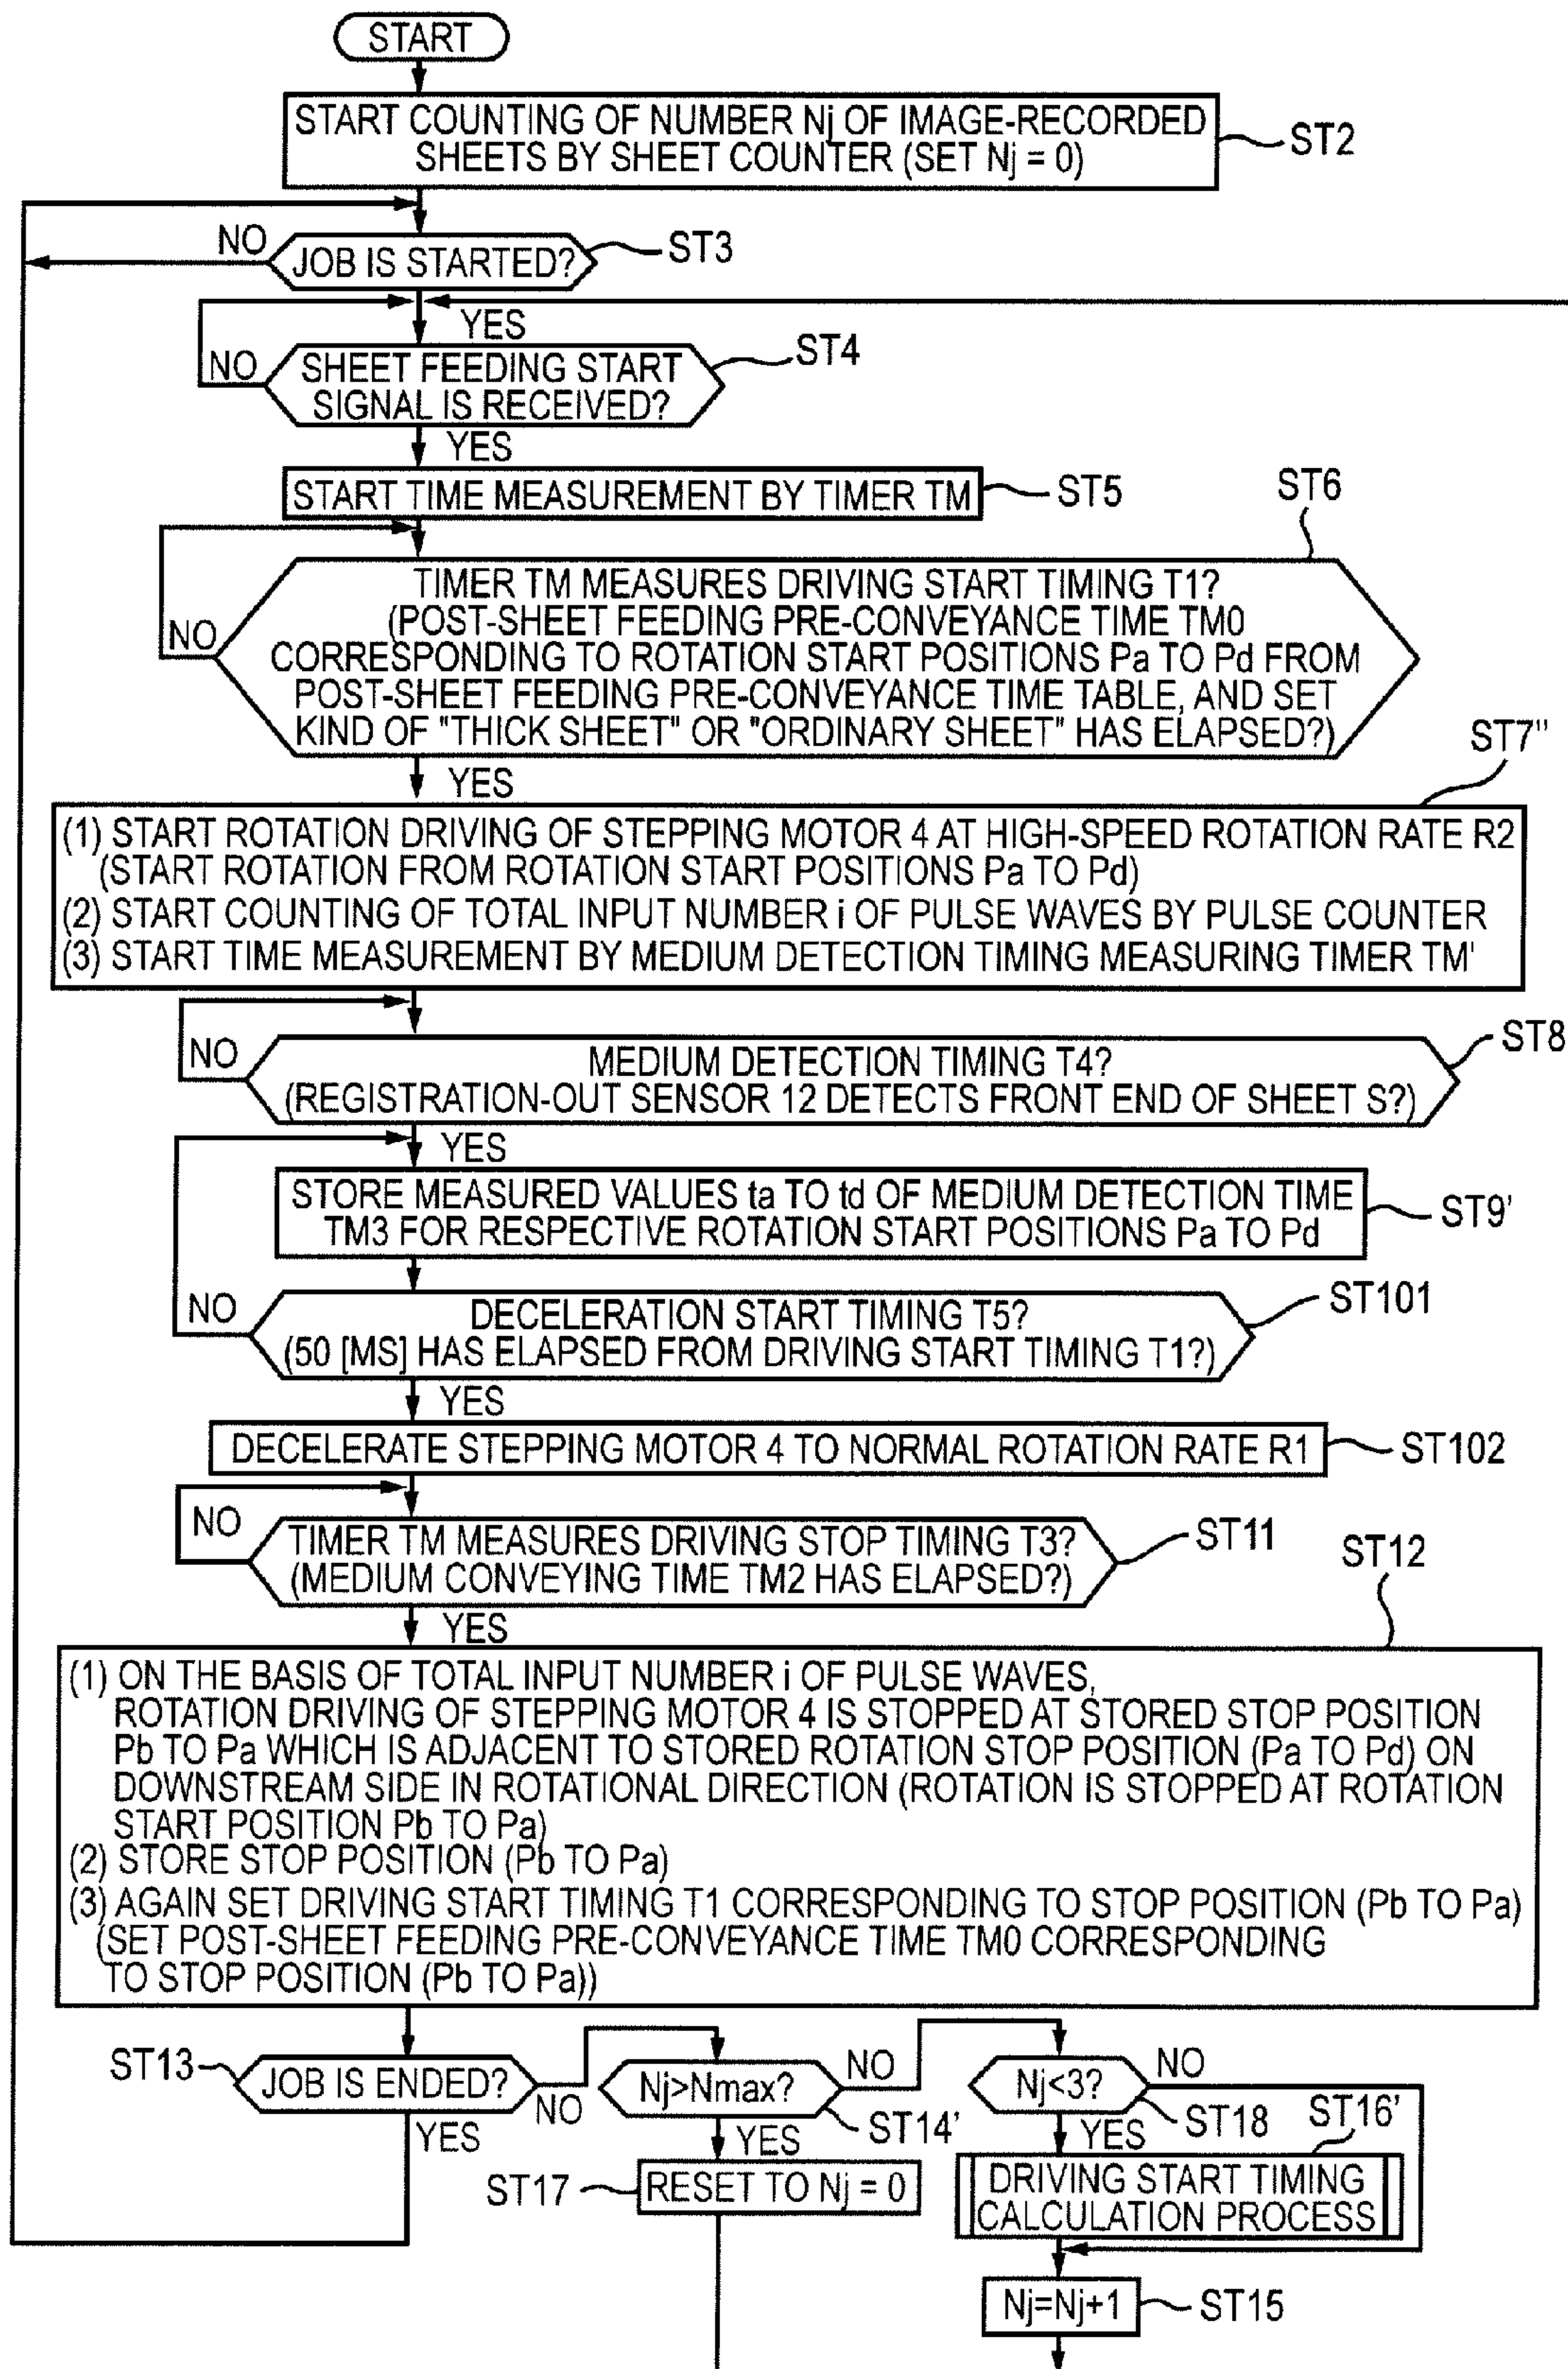 START
START COUNTING OF NUMBER Nj OF IMAGE-RECORDED
SHEETS BY SHEET COUNTER (SET Nj = 0)
ST2
NO
JOB IS STARTED?
ST3
YES
NO
SHEET FEEDING START
SIGNAL IS RECEIVED?
ST4
YES
START TIME MEASUREMENT BY TIMER TM
ST5
ST6
NO
TIMER TM MEASURES DRIVING START TIMING T1?
(POST-SHEET FEEDING PRE-CONVEYANCE TIME TM0
CORRESPONDING TO ROTATION START POSITIONS Pa TO Pd FROM
POST-SHEET FEEDING PRE-CONVEYANCE TIME TABLE, AND SET
KIND OF "THICK SHEET" OR "ORDINARY SHEET" HAS ELAPSED?)
YES
ST7"
(1) START ROTATION DRIVING OF STEPPING MOTOR 4 AT HIGH-SPEED ROTATION RATE R2
(START ROTATION FROM ROTATION START POSITIONS Pa TO Pd)
(2) START COUNTING OF TOTAL INPUT NUMBER i OF PULSE WAVES BY PULSE COUNTER
(3) START TIME MEASUREMENT BY MEDIUM DETECTION TIMING MEASURING TIMER TM'
NO
MEDIUM DETECTION TIMING T4?
(REGISTRATION-OUT SENSOR 12 DETECTS FRONT END OF SHEET S?)
ST8
YES
STORE MEASURED VALUES ta TO td OF MEDIUM DETECTION TIME
TM3 FOR RESPECTIVE ROTATION START POSITIONS Pa TO Pd
ST9'
NO
DECELERATION START TIMING T5?
(50 [MS] HAS ELAPSED FROM DRIVING START TIMING T1?)
ST101
YES
DECELERATE STEPPING MOTOR 4 TO NORMAL ROTATION RATE R1
ST102
NO
TIMER TM MEASURES DRIVING STOP TIMING T3?
(MEDIUM CONVEYING TIME TM2 HAS ELAPSED?)
ST11
YES
ST12
(1) ON THE BASIS OF TOTAL INPUT NUMBER i OF PULSE WAVES,
ROTATION DRIVING OF STEPPING MOTOR 4 IS STOPPED AT STORED STOP POSITION
Pb TO Pa WHICH IS ADJACENT TO STORED ROTATION STOP POSITION (Pa TO Pd) ON
DOWNSTREAM SIDE IN ROTATIONAL DIRECTION (ROTATION IS STOPPED AT ROTATION
START POSITION Pb TO Pa)
(2) STORE STOP POSITION (Pb TO Pa)
(3) AGAIN SET DRIVING START TIMING T1 CORRESPONDING TO STOP POSITION (Pb TO Pa)
(SET POST-SHEET FEEDING PRE-CONVEYANCE TIME TM0 CORRESPONDING
TO STOP POSITION (Pb TO Pa))
ST13
JOB IS ENDED?
NO
YES
Nj>Nmax?
NO
ST14'
YES
ST17
RESET TO Nj = 0
Nj<3?
NO
ST18
YES
ST16'
DRIVING START TIMING
CALCULATION PROCESS
Nj=Nj+1
ST15